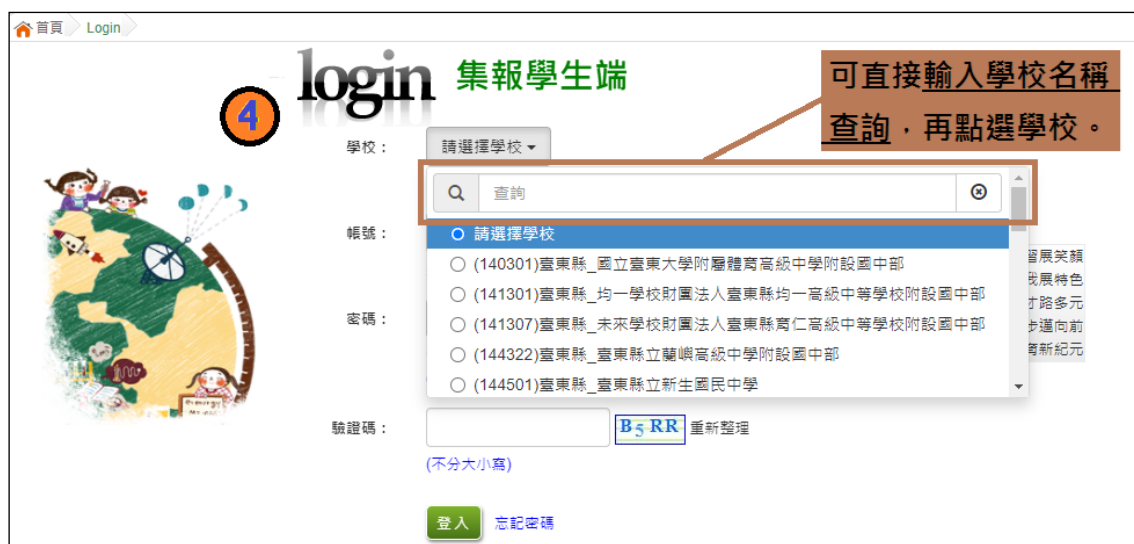 首頁 Login
login 集報學生端
可直接輸入學校名稱
查詢，再點選學校。
4
學校： 請選擇學校
查詢
帳號： 請選擇學校
(140301)臺東縣_國立臺東大學附屬體育高級中學附設國中部
(141301)臺東縣_均一學校財團法人臺東縣均一高級中等學校附設國中部
密碼： (141307)臺東縣_未來學校財團法人臺東縣育仁高級中等學校附設國中部
(144322)臺東縣_臺東縣立蘭嶼高級中學附設國中部
(144501)臺東縣_臺東縣立新生國民中學
展笑顏
展特色
路多元
邁向前
新紀元
驗證碼： B5RR 重新整理
(不分大小寫)
登入 忘記密碼